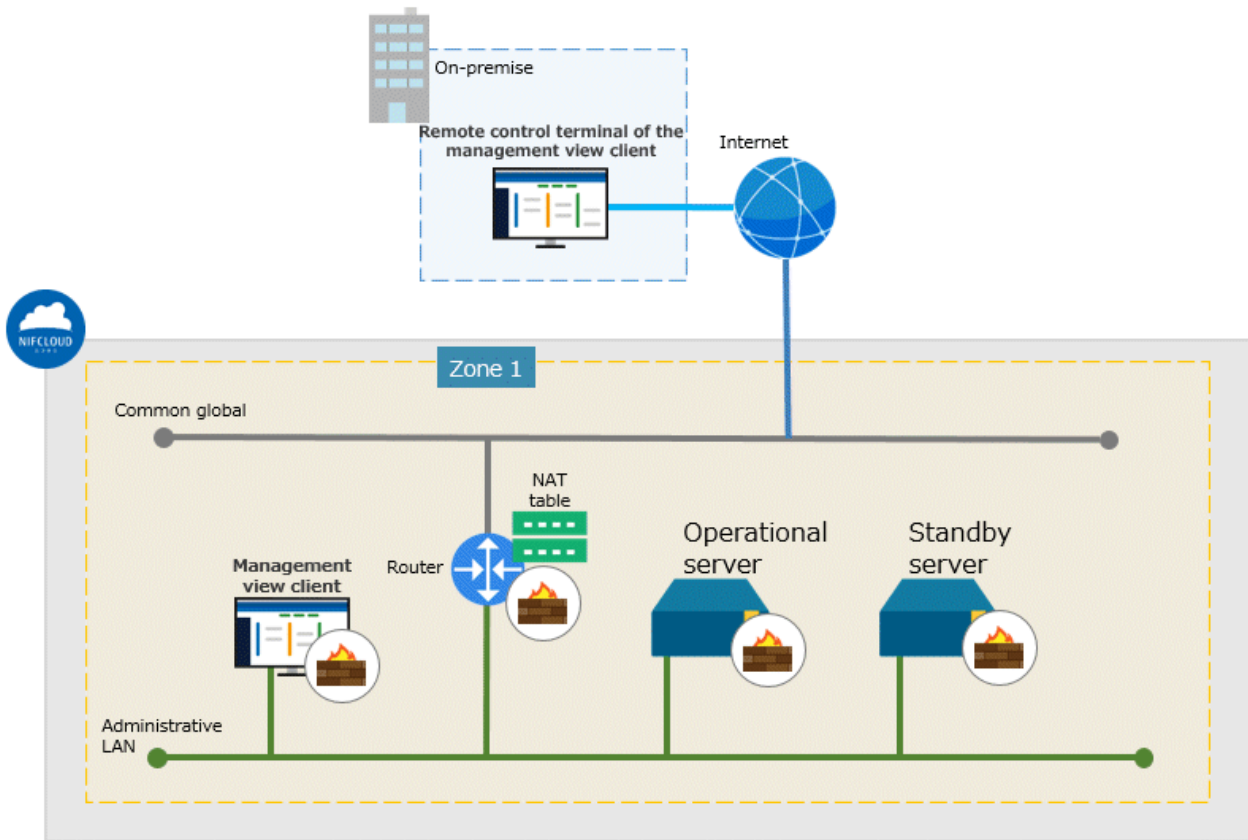 On-premise
Remote control terminal of the
management view client
Internet
NIFCLOUD
Zone 1
Common global
NAT
table
Operational
server
Standby
server
Router
Management
view client
Administrative
LAN